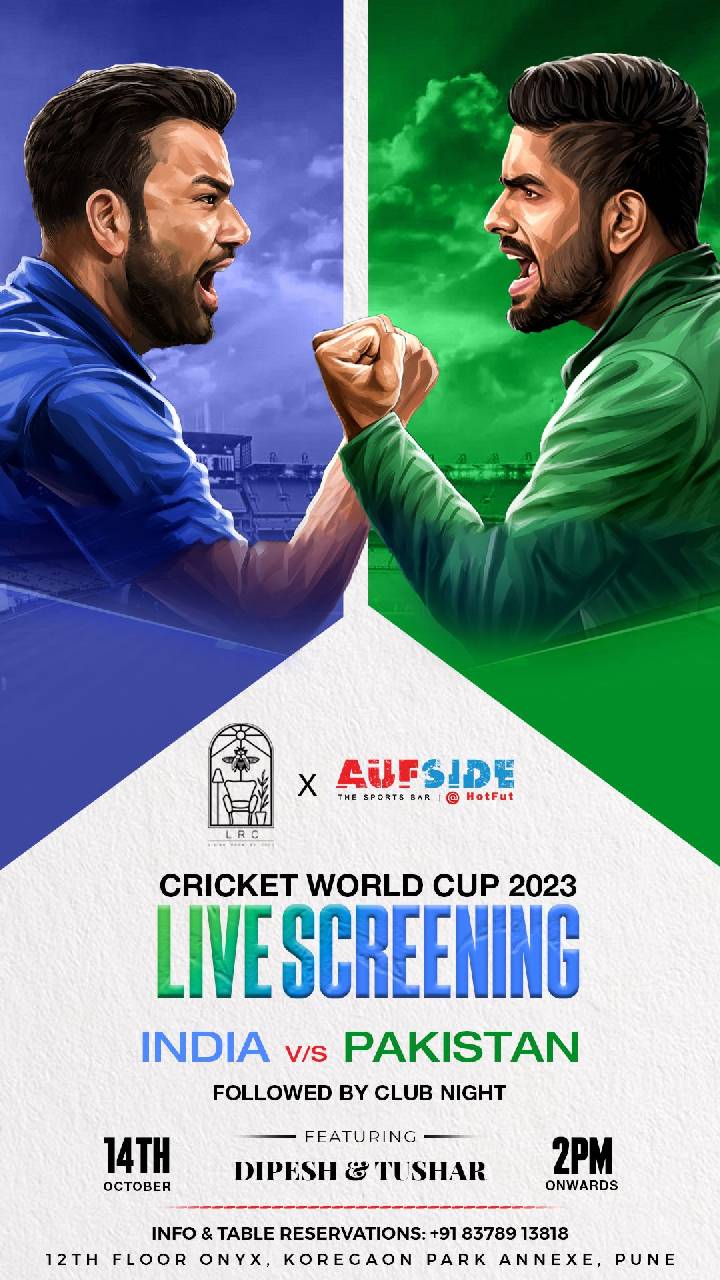 X
AUFSIDE
THE SPORTS BAR | @ HotFut
LRC
CRICKET WORLD CUP 2023
LIVE SCREENING
INDIA v/s PAKISTAN
FOLLOWED BY CLUB NIGHT
FEATURING
14TH
OCTOBER
DIPESH & TUSHAR
2PM
ONWARDS
INFO & TABLE RESERVATIONS: +91 83789 13818
12TH FLOOR ONYX, KOREGAON PARK ANNEXE, PUNE